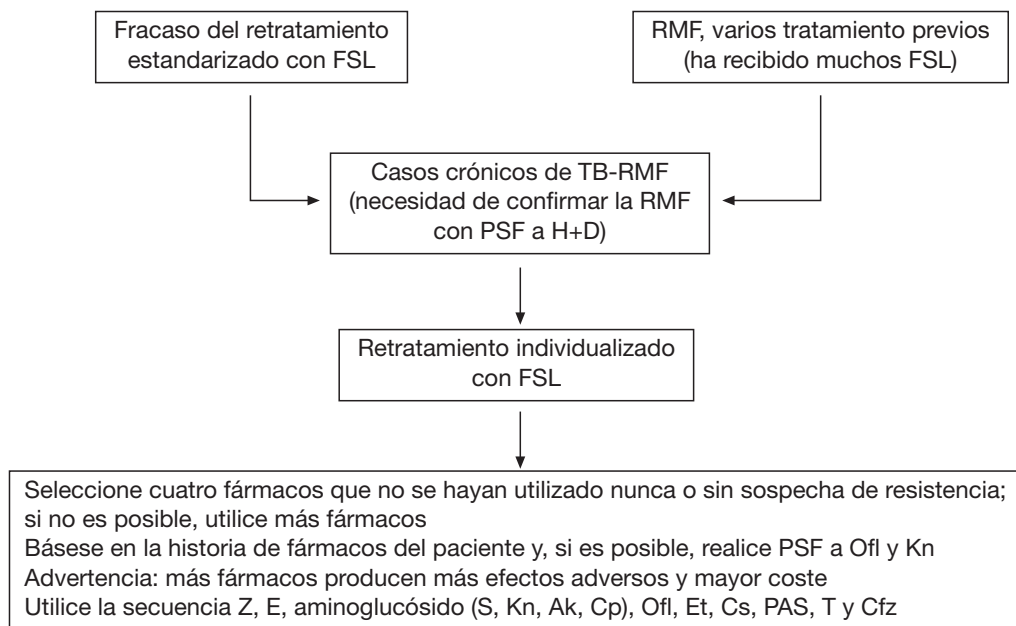 Fracaso del retratamiento
estandarizado con FSL
RMF, varios tratamiento previos
(ha recibido muchos FSL)
Casos crónicos de TB-RMF
(necesidad de confirmar la RMF
con PSF a H+D)
Retratamiento individualizado
con FSL
Seleccione cuatro fármacos que no se hayan utilizado nunca o sin sospecha de resistencia;
si no es posible, utilice más fármacos
Básese en la historia de fármacos del paciente y, si es posible, realice PSF a Ofl y Kn
Advertencia: más fármacos producen más efectos adversos y mayor coste
Utilice la secuencia Z, E, aminoglucósido (S, Kn, Ak, Cp), Ofl, Et, Cs, PAS, T y Cfz